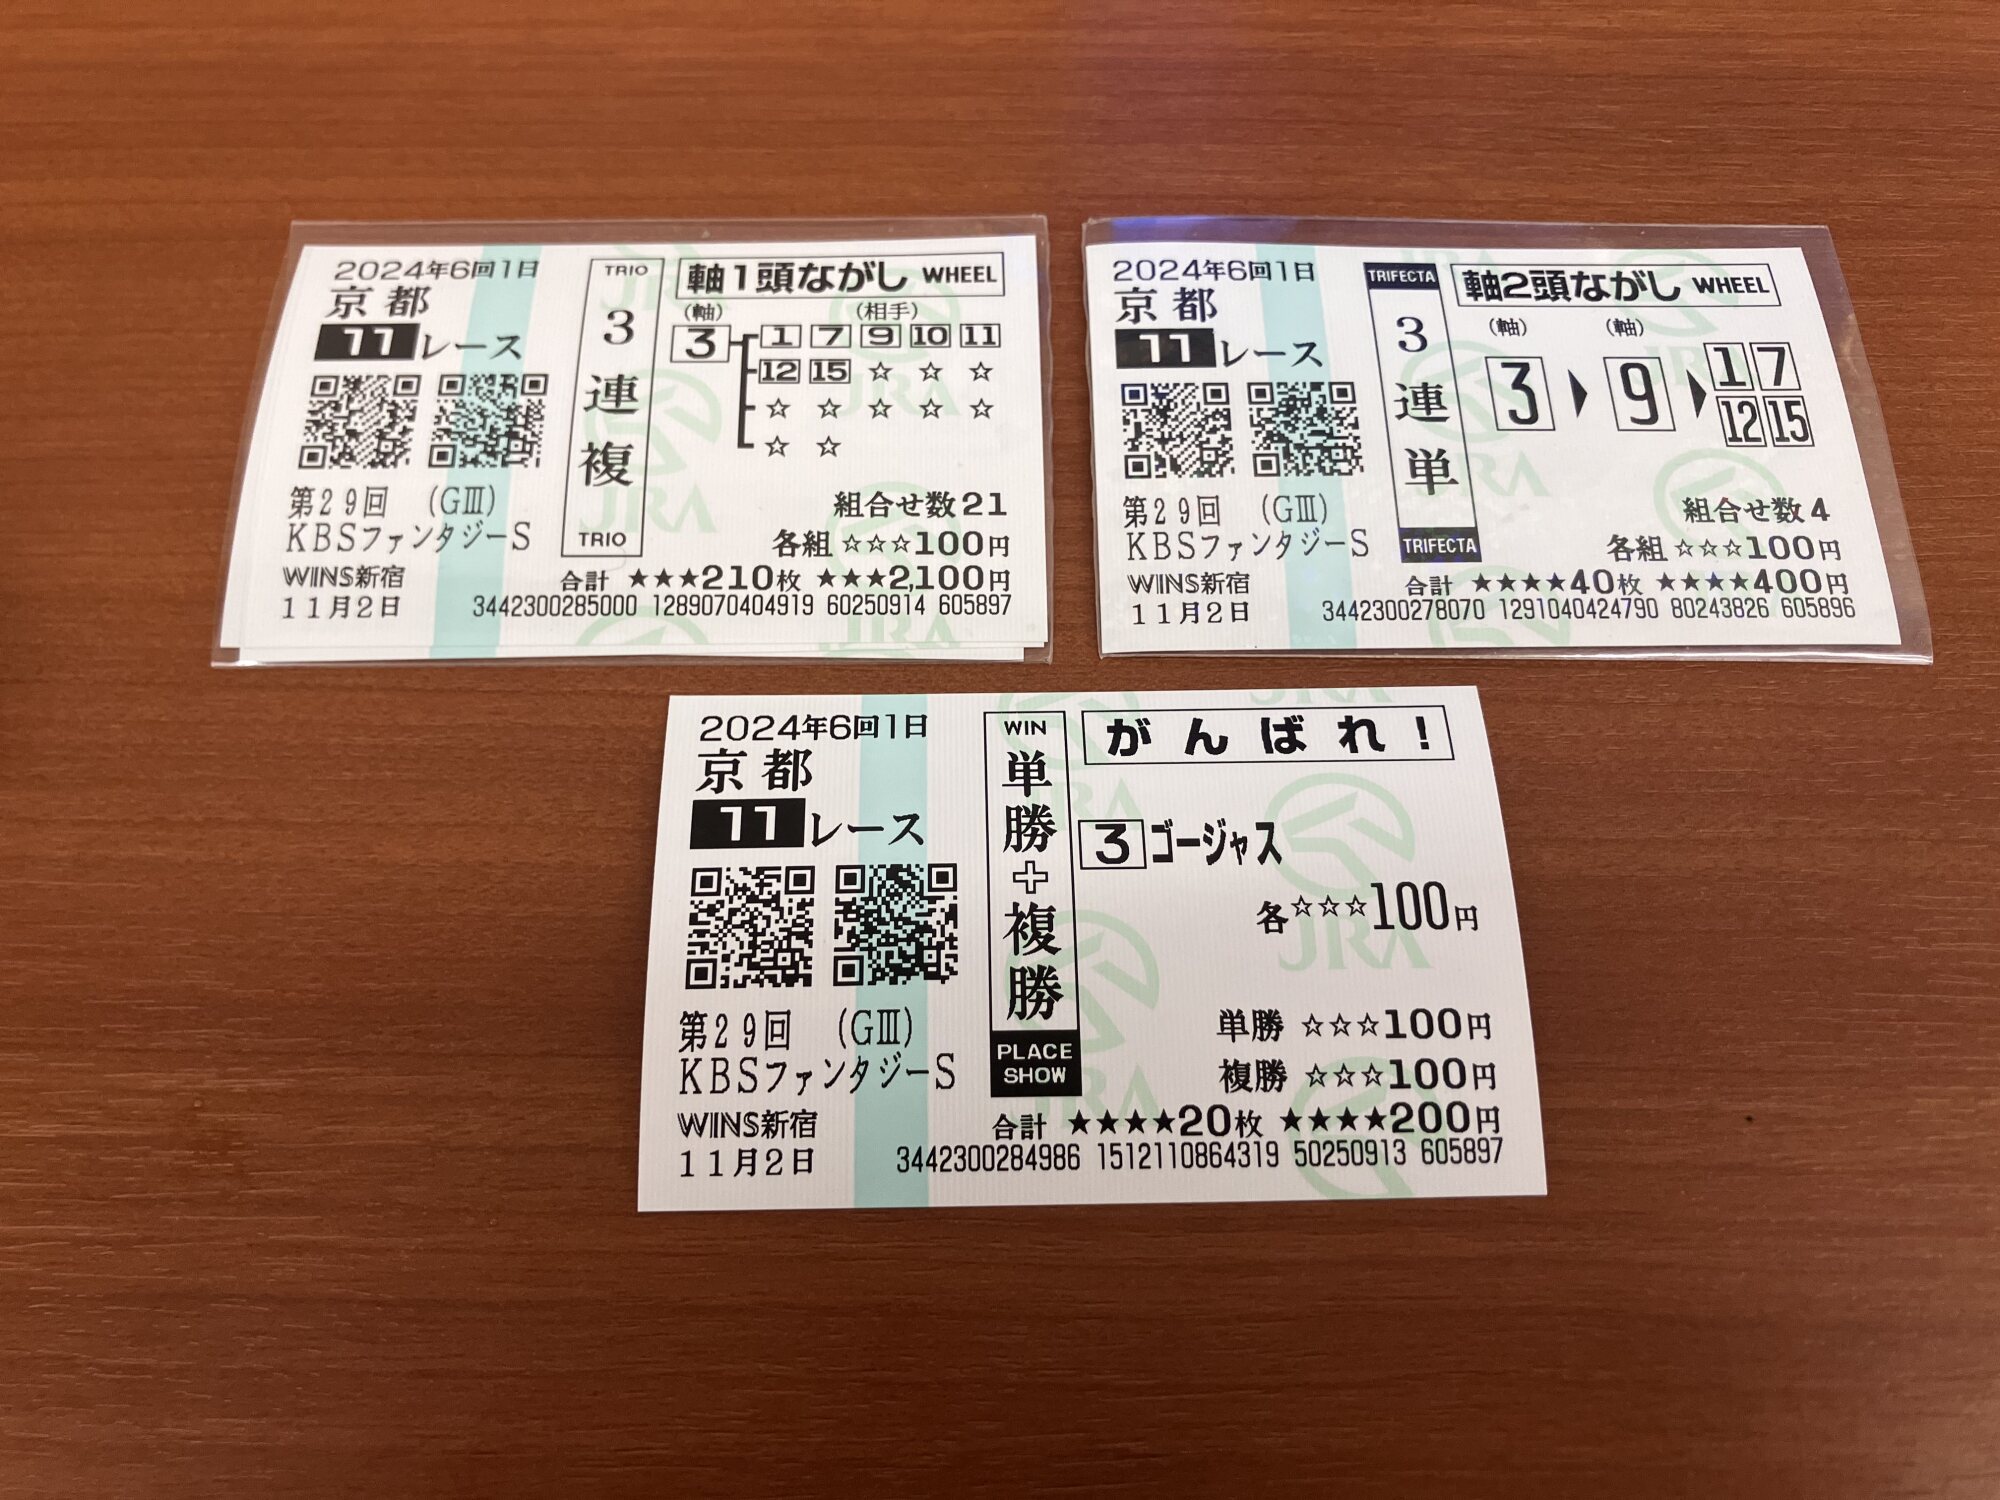 2024年6回1日
京都
11レース
第29回 (GⅢ)
KBSファンタジーS
WINS新宿
11月2日
TRIO
3連複
TRIO
軸1頭ながし WHEEL
(軸) (相手)
3 1 7 9 10 11
12 15 ☆ ☆ ☆
☆ ☆ ☆ ☆ ☆
☆ ☆
組合せ数21
各組 ☆☆☆100円
合計 ★★★210枚 ★★★2,100円
3442300285000 1289070404919 60250914 605897
2024年6回1日
京都
11レース
第29回 (GⅢ)
KBSファンタジーS
WINS新宿
11月2日
TRIFECTA
3連単
TRIFECTA
軸2頭ながし WHEEL
(軸) (軸)
3 ▶ 9 ▶ 1 7
12 15
組合せ数4
各組 ☆☆☆100円
合計 ★★★★40枚 ★★★★400円
3442300278070 1291040424790 80243826 605896
2024年6回1日
京都
11レース
第29回 (GⅢ)
KBSファンタジーS
WINS新宿
11月2日
WIN
単勝+複勝
PLACE
SHOW
がんばれ!
3 ゴージャス
各☆☆☆100円
単勝 ☆☆☆100円
複勝 ☆☆☆100円
合計 ★★★★20枚 ★★★★200円
3442300284986 1512110864319 50250913 605897
JRA